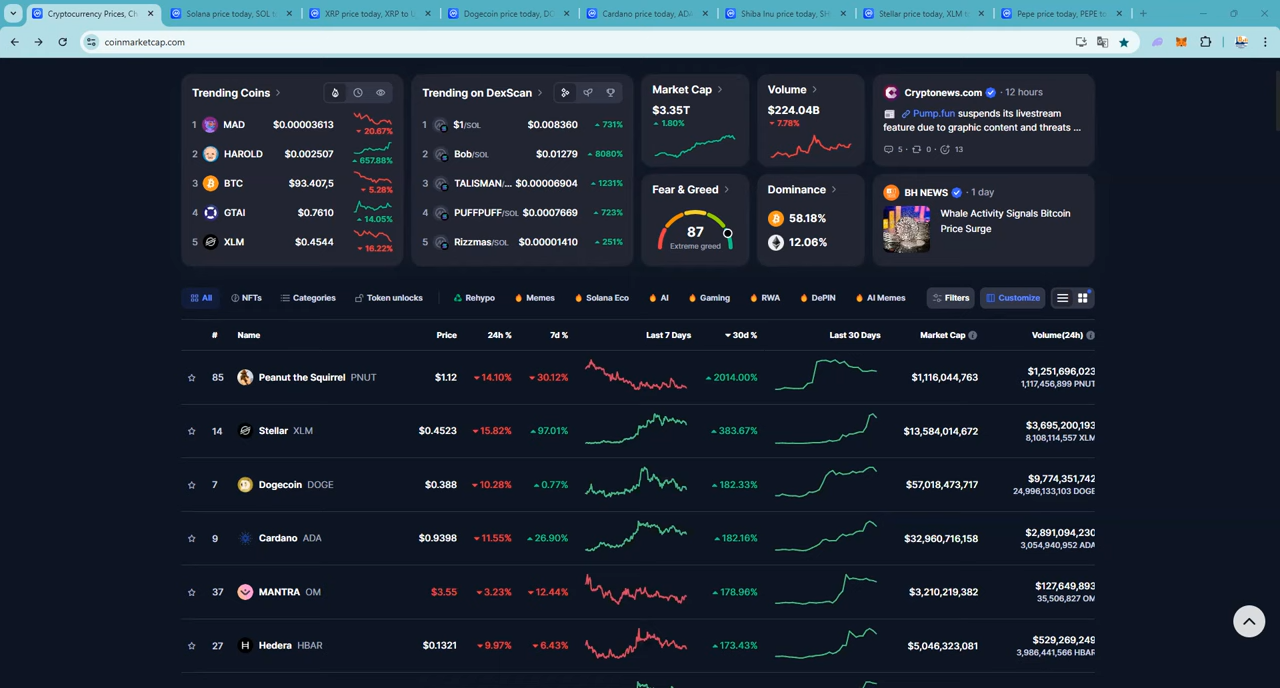 Cryptocurrency Prices, Ch
Solana price today, SOL to
XRP price today, XRP to U
Dogecoin price today, DO
Cardano price today, ADA
Shiba Inu price today, SH
Stellar price today, XLM t
Pepe price today, PEPE to
coinmarketcap.com
Trending Coins
1 MAD $0.00003613 20.67%
2 HAROLD $0.002507 657.88%
3 BTC $93.407,5 5.28%
4 GTAI $0.7610 14.05%
5 XLM $0.4544 16.22%
Trending on DexScan
1 $1/SOL $0.008360 731%
2 Bob/SOL $0.01279 8080%
3 TALISMAN/... $0.00006904 1231%
4 PUFFPUFF/SOL $0.0007669 723%
5 Rizzmas/SOL $0.00001410 251%
Market Cap
$3.35T
1.80%
Volume
$224.04B
7.78%
Fear & Greed
87
Extreme greed
Dominance
58.18%
12.06%
Cryptonews.com · 12 hours
Pump.fun suspends its livestream
feature due to graphic content and threats ...
5 · 0 · 13
BH NEWS · 1 day
Whale Activity Signals Bitcoin
Price Surge
All NFTs Categories Token unlocks Rehypo Memes Solana Eco AI Gaming RWA DePIN AI Memes Filters Customize
# Name Price 24h % 7d % Last 7 Days 30d % Last 30 Days Market Cap Volume(24h)
85 Peanut the Squirrel PNUT $1.12 14.10% 30.12% 2014.00% $1,116,044,763 $1,251,696,023
1,117,456,899 PNUT
14 Stellar XLM $0.4523 15.82% 97.01% 383.67% $13,584,014,672 $3,695,200,193
8,108,114,557 XLM
7 Dogecoin DOGE $0.388 10.28% 0.77% 182.33% $57,018,473,717 $9,774,351,742
24,996,133,103 DOGE
9 Cardano ADA $0.9398 11.55% 26.90% 182.16% $32,960,716,158 $2,891,094,230
3,054,940,952 ADA
37 MANTRA OM $3.55 3.23% 12.44% 178.96% $3,210,219,382 $127,649,893
35,506,827 OM
27 Hedera HBAR $0.1321 9.97% 6.43% 173.43% $5,046,323,081 $529,269,249
3,986,441,566 HBAR